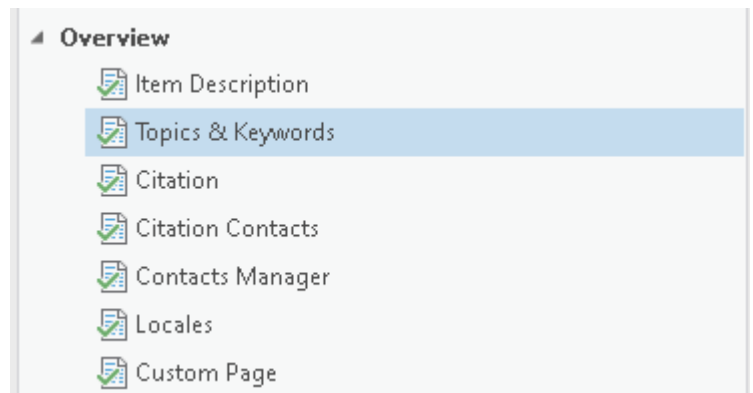 Overview
Item Description
Topics & Keywords
Citation
Citation Contacts
Contacts Manager
Locales
Custom Page